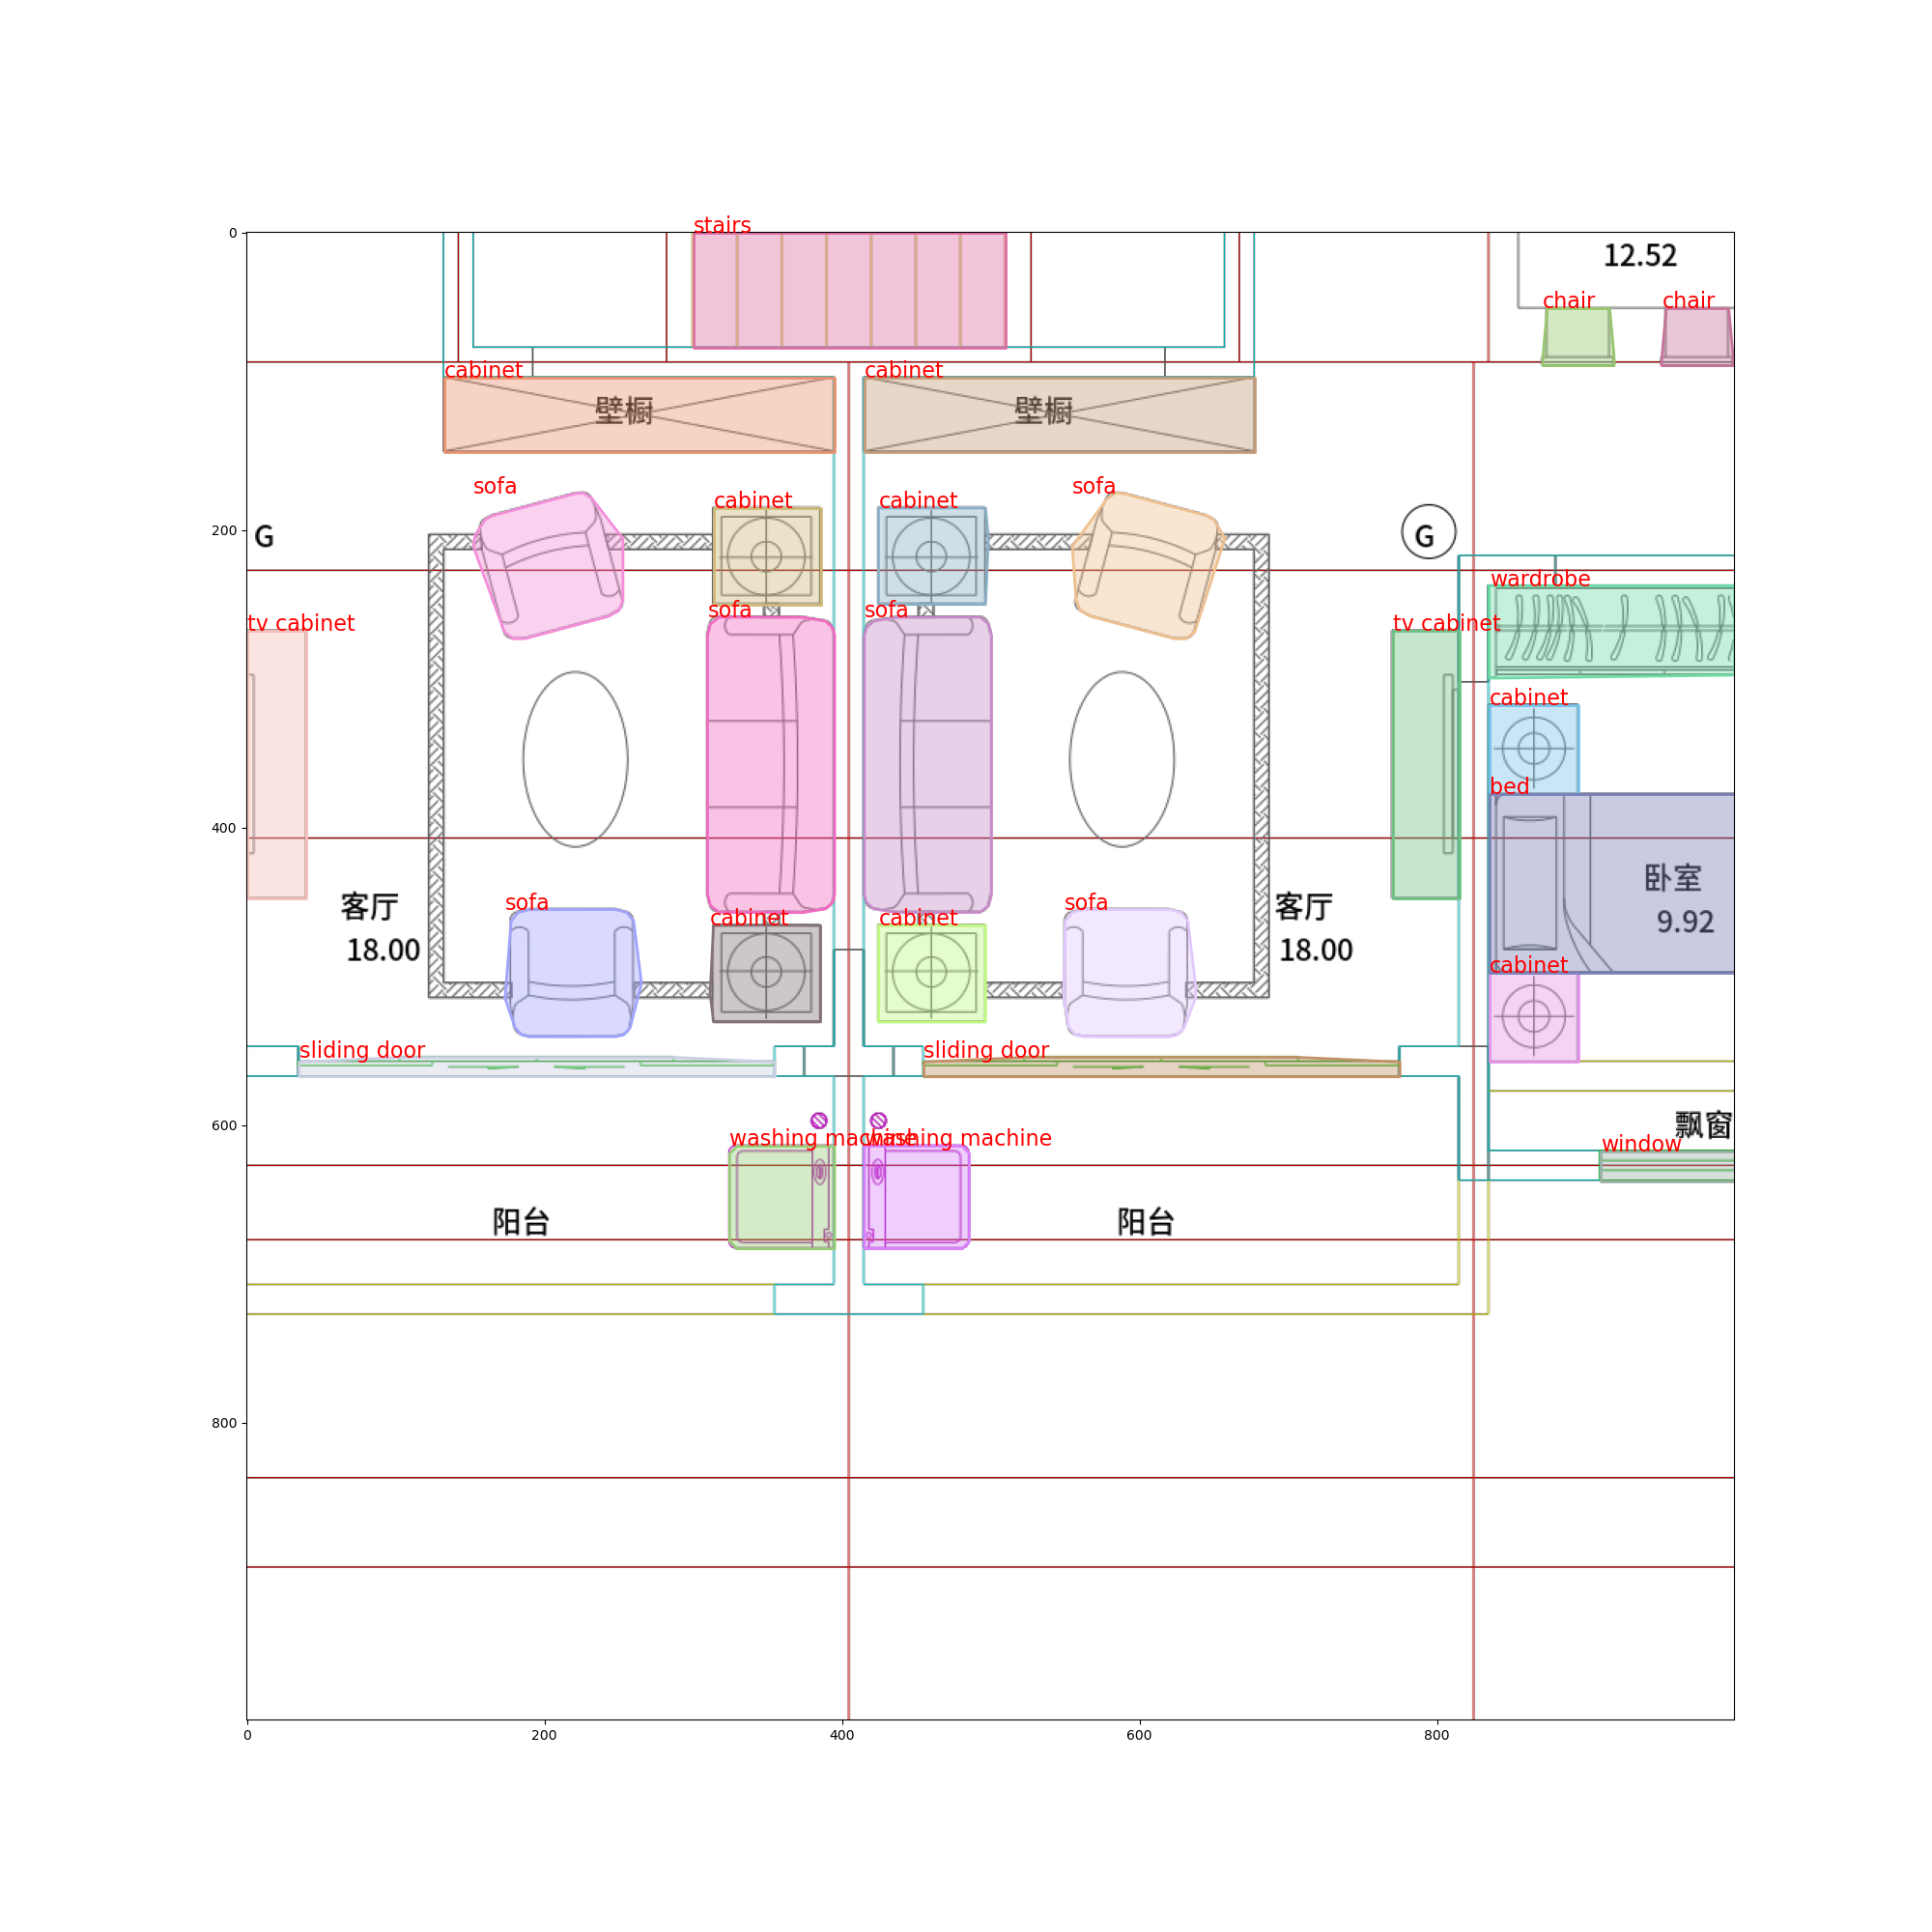 stairs
0
12.52
chair
chair
cabinet
cabinet
壁橱
壁橱
sofa
sofa
cabinet
cabinet
200
G
G
wardrobe
sofa
sofa
tv cabinet
tv cabinet
cabinet
bed
400
卧室
9.92
客厅
18.00
客厅
18.00
sofa
sofa
cabinet
cabinet
cabinet
sliding door
sliding door
600
飘窗
washing machine
washing machine
window
阳台
阳台
800
0
200
400
600
800